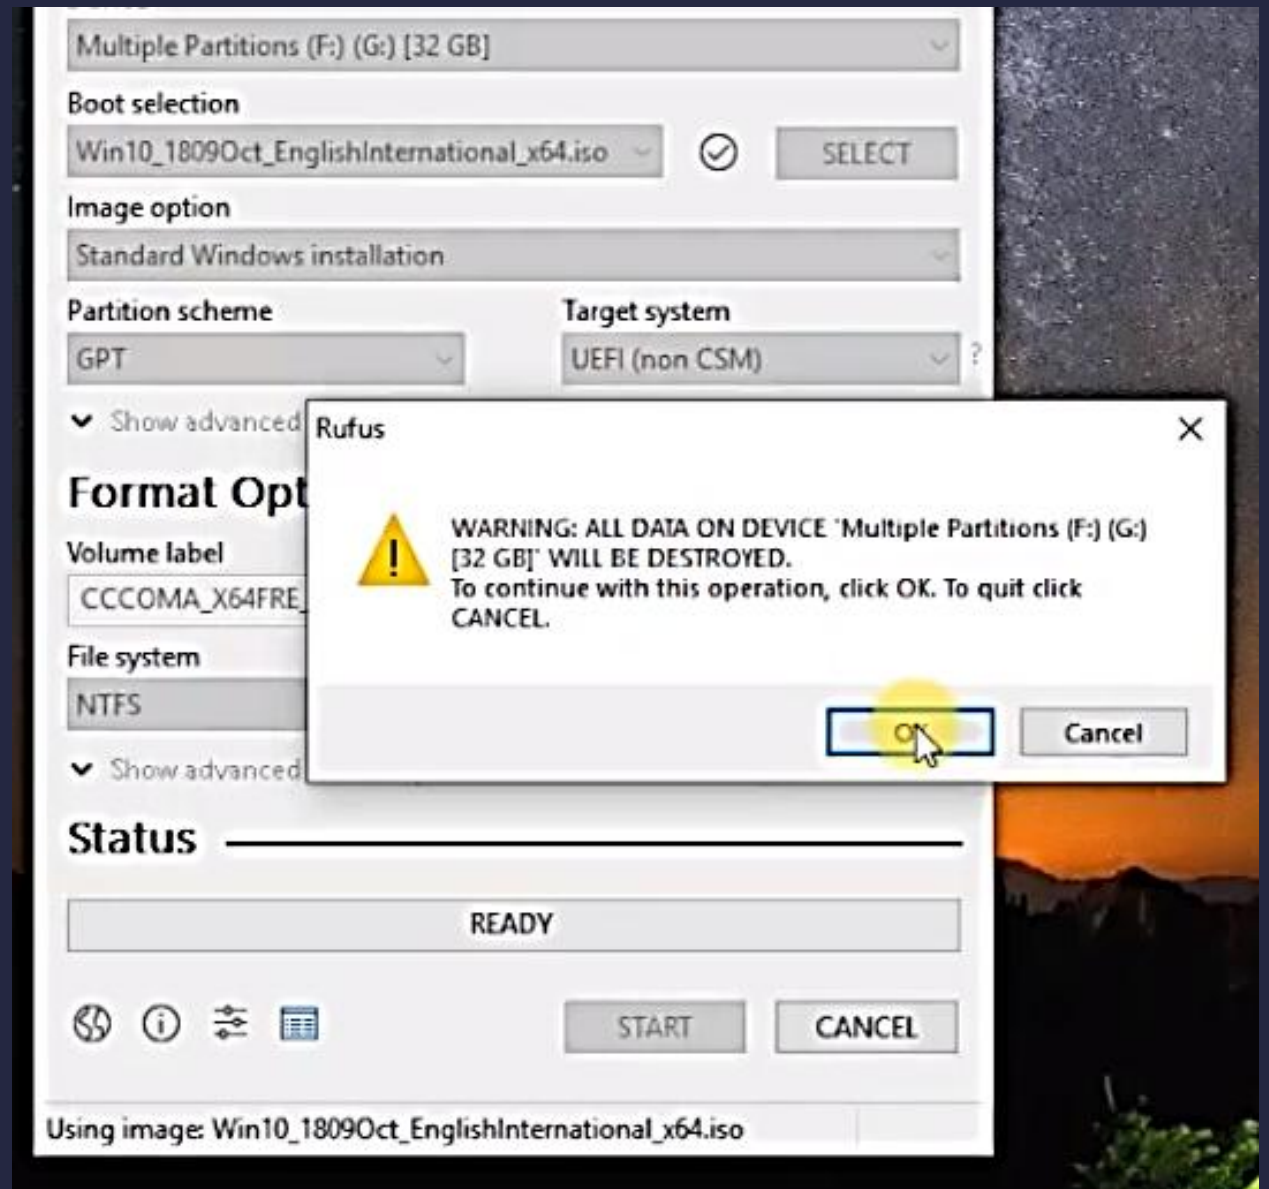 Multiple Partitions (F:) (G:) [32 GB]
Boot selection
Win10_1809Oct_EnglishInternational_x64.iso
SELECT
Image option
Standard Windows installation
Partition scheme
Target system
GPT
UEFI (non CSM)
?
Show advanced
Rufus
Format Opt
WARNING: ALL DATA ON DEVICE 'Multiple Partitions (F:) (G:)
[32 GB]' WILL BE DESTROYED.
To continue with this operation, click OK. To quit click
CANCEL.
Volume label
CCCOMA_X64FRE_
File system
NTFS
OK
Cancel
Show advanced
Status
READY
START
CANCEL
Using image: Win10_1809Oct_EnglishInternational_x64.iso